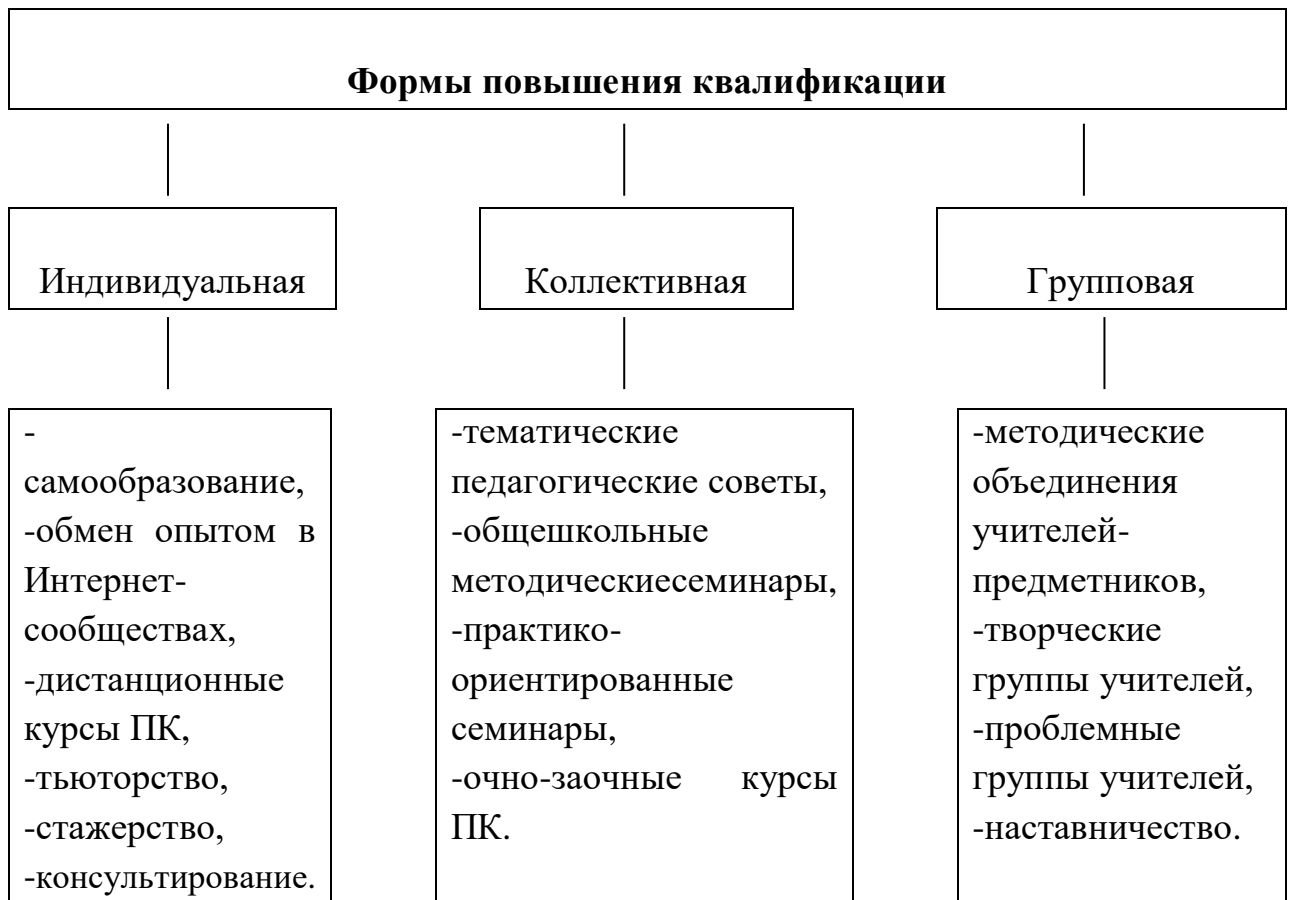 Формы повышения квалификации
Индивидуальная
Коллективная
Групповая
-
самообразование,
-обмен опытом в
Интернет-
сообществах,
-дистанционные
курсы ПК,
-тьюторство,
-стажерство,
-консультирование.
-тематические
педагогические советы,
-общешкольные
методическиесеминары,
-практико-
ориентированные
семинары,
-очно-заочные курсы
ПК.
-методические
объединения
учителей-
предметников,
-творческие
группы учителей,
-проблемные
группы учителей,
-наставничество.